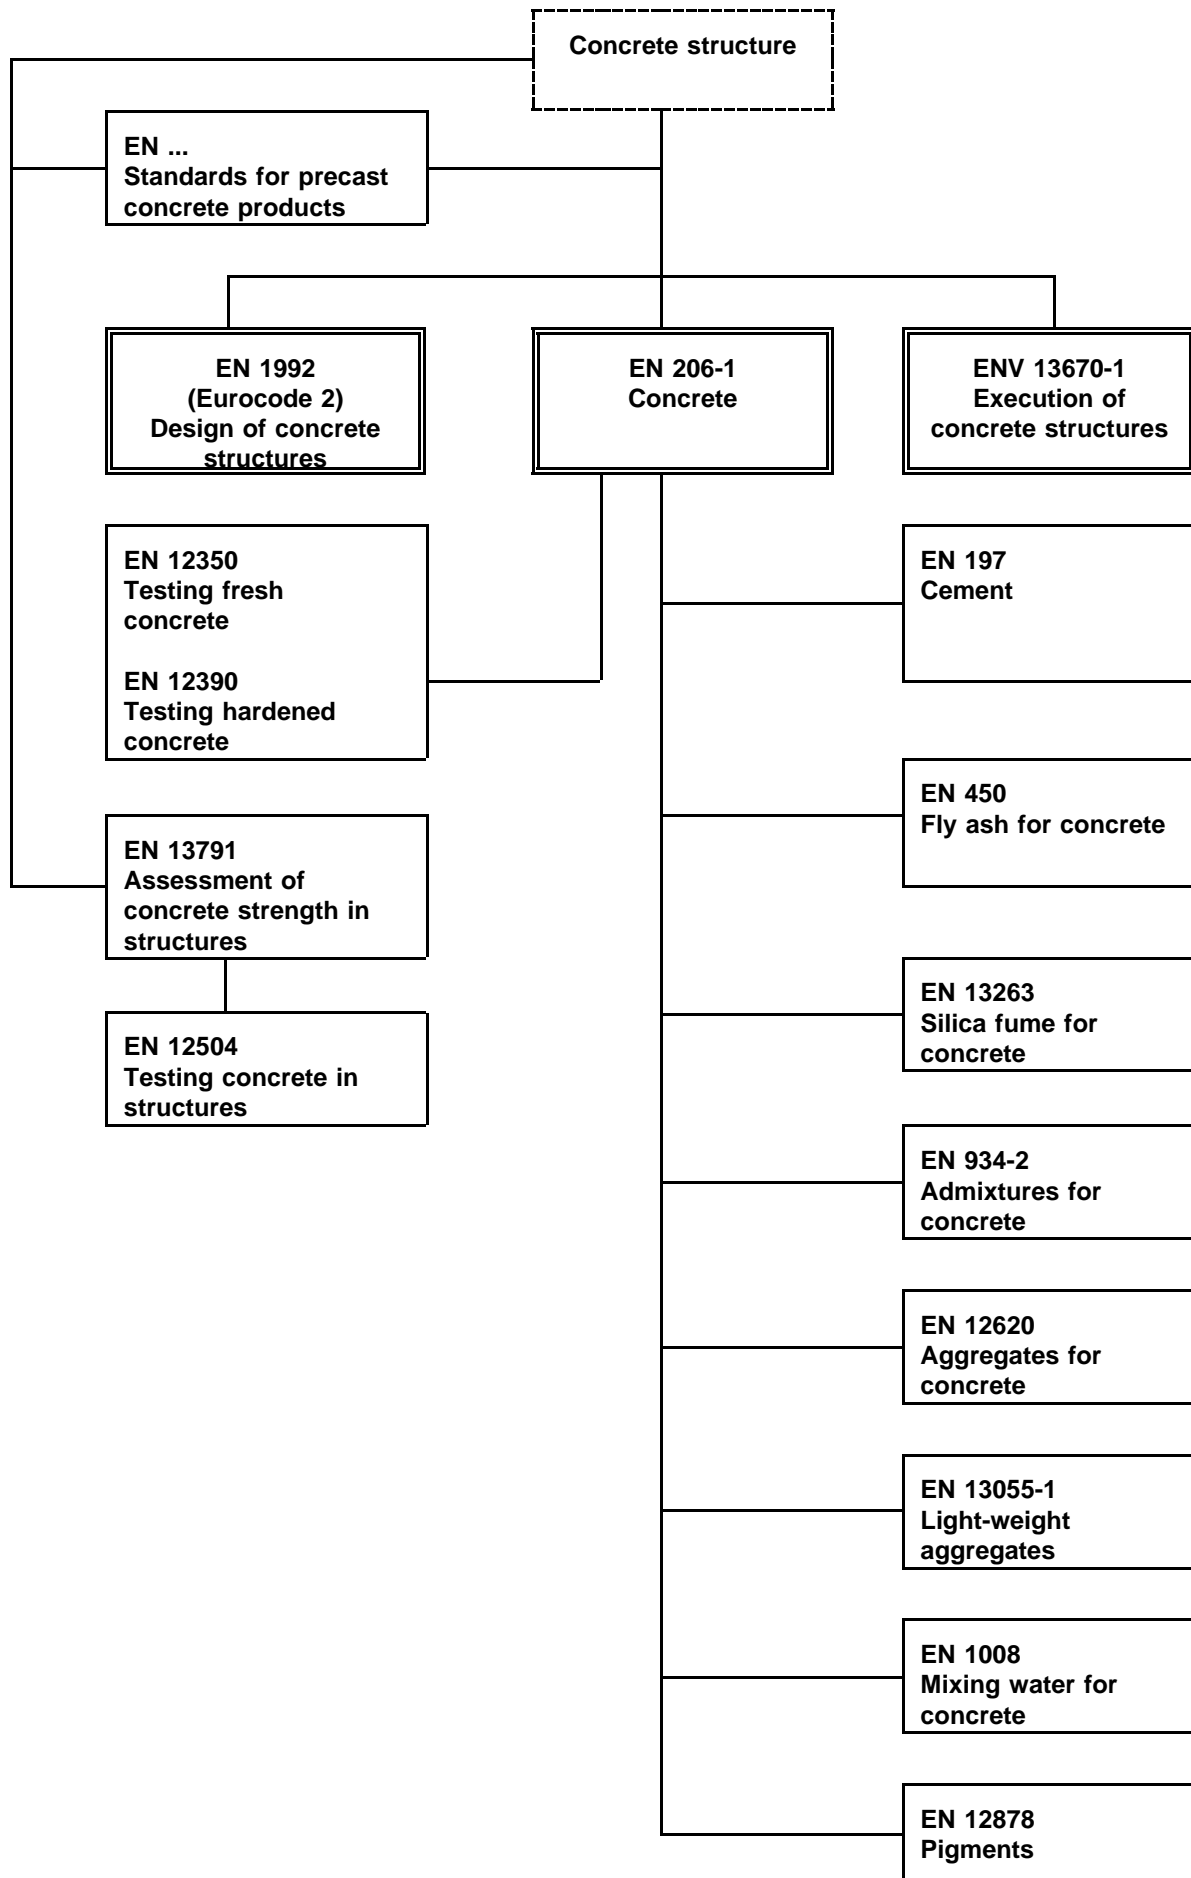 Concrete structure
EN ...
Standards for precast
concrete products
EN 1992
(Eurocode 2)
Design of concrete
structures
EN 206-1
Concrete
ENV 13670-1
Execution of
concrete structures
EN 12350
Testing fresh
concrete
EN 12390
Testing hardened
concrete
EN 197
Cement
EN 450
Fly ash for concrete
EN 13791
Assessment of
concrete strength in
structures
EN 13263
Silica fume for
concrete
EN 12504
Testing concrete in
structures
EN 934-2
Admixtures for
concrete
EN 12620
Aggregates for
concrete
EN 13055-1
Light-weight
aggregates
EN 1008
Mixing water for
concrete
EN 12878
Pigments